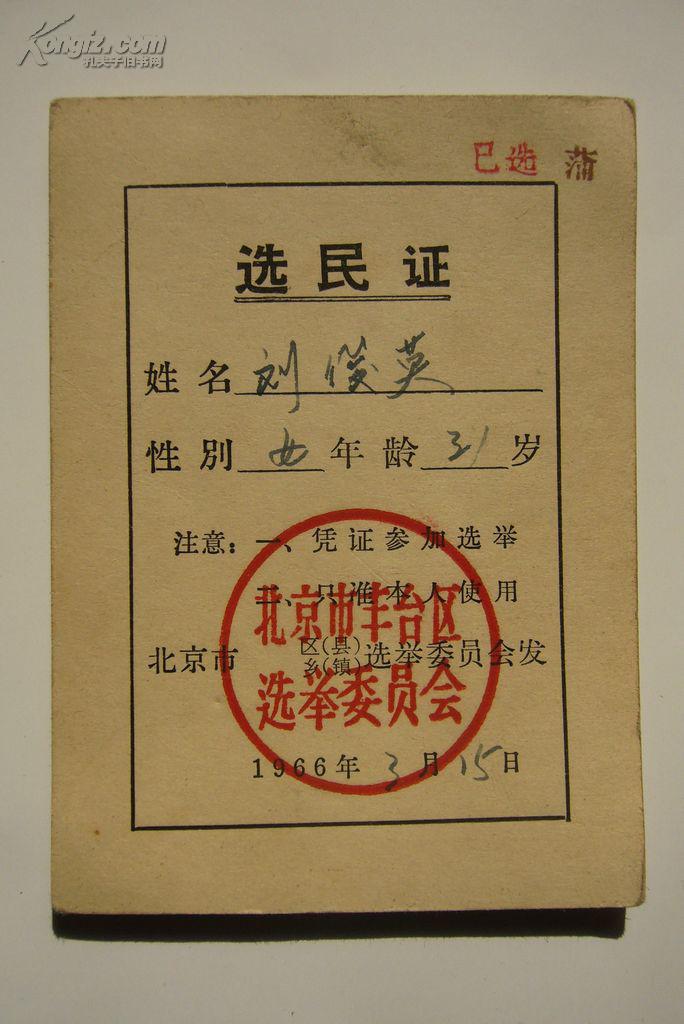 Kongfz.com
孔夫子旧书网
已选 蒲
选民证
姓名 刘俊英
性別 女 年龄 31 岁
注意：一、凭证参加选举
二、只准本人使用
北京市 区(县) 乡(镇) 选举委员会发
北京市丰台区
选举委员会
1966年 3月 15日